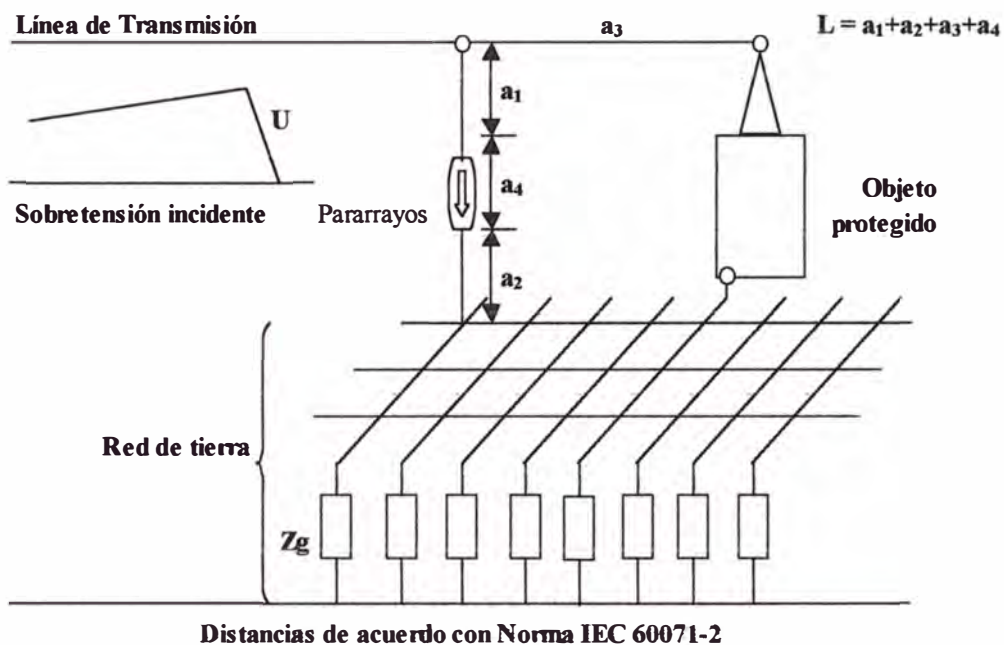 Línea de Transmisión
a₃
L = a₁+a₂+a₃+a₄
a₁
U
a₄
Sobretensión incidente
Pararrayos
Objeto
protegido
a₂
Red de tierra
Zg
Distancias de acuerdo con Norma IEC 60071-2